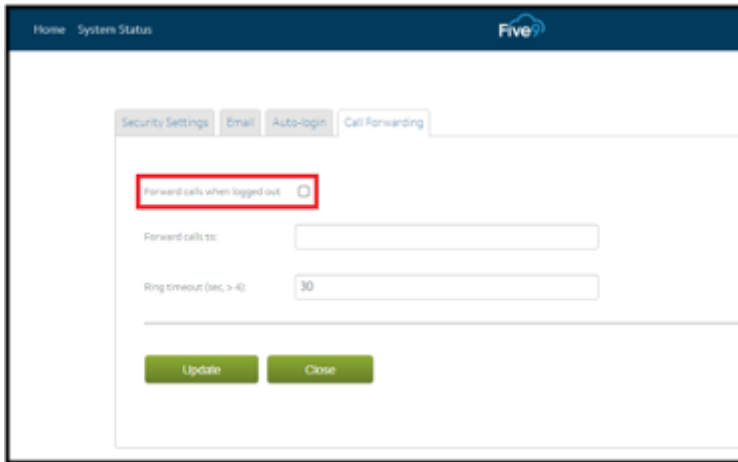 Home System Status Five9
Security Settings Email Auto-login Call Forwarding
Forward calls when logged out
Forward calls to:
Ring timeout (sec, > 4): 30
Update Close